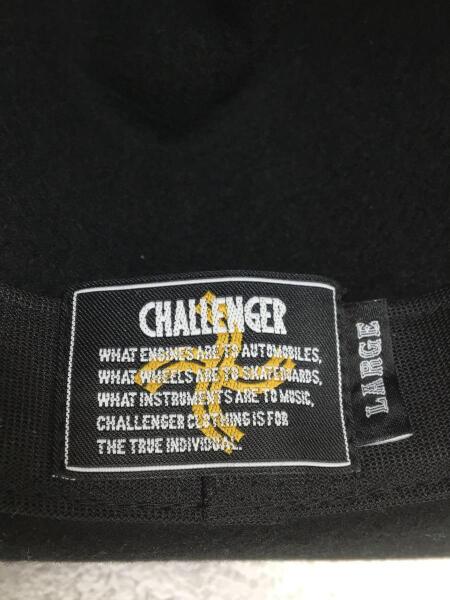 CHALLENGER
WHAT ENGINES ARE TO AUTOMOBILES,
WHAT WHEELS ARE TO SKATEBOARDS,
WHAT INSTRUMENTS ARE TO MUSIC,
CHALLENGER CLOTHING IS FOR
THE TRUE INDIVIDUAL.
LARGE